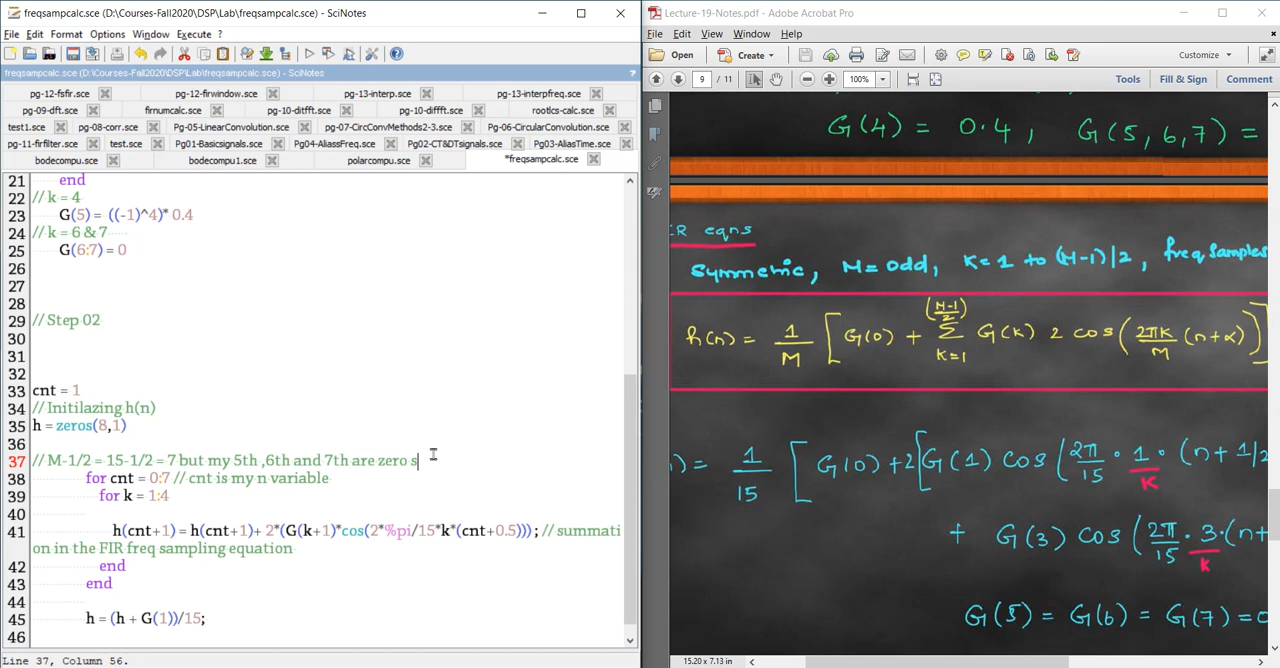 freqsampcalc.sce (D:\Courses-Fall2020\DSP\Lab\freqsampcalc.sce) - SciNotes
File Edit Format Options Window Execute ?
freqsampcalc.sce (D:\Courses-Fall2020\DSP\Lab\freqsampcalc.sce) - SciNotes
pg-12-fsfir.sce pg-12-firwindow.sce pg-13-interp.sce pg-13-interpfreq.sce
pg-09-dft.sce firnumcalc.sce pg-10-ditfft.sce pg-10-diffft.sce rootlcs-calc.sce
test1.sce pg-08-corr.sce Pg-05-LinearConvolution.sce pg-07-CircConvMethods2-3.sce Pg-06-CircularConvolution.sce
pg-11-firfilter.sce test.sce Pg01-Basicsignals.sce Pg04-AliassFreq.sce Pg02CT&DTsignals.sce Pg03-AliasTime.sce
bodecompu.sce bodecompu1.sce polarcompu.sce *freqsampcalc.sce
21 end
22 // k = 4
23 G(5) = ((-1)^4)* 0.4
24 // k = 6 & 7
25 G(6:7) = 0
26
27
28
29 // Step 02
30
31
32
33 cnt = 1
34 // Initilazing h(n)
35 h = zeros(8,1)
36
37 // M-1/2 = 15-1/2 = 7 but my 5th ,6th and 7th are zero s
38 for cnt = 0:7 // cnt is my n variable
39 for k = 1:4
40
41 h(cnt+1) = h(cnt+1)+ 2*(G(k+1)*cos(2*%pi/15*k*(cnt+0.5))) ; // summati
on in the FIR freq sampling equation
42 end
43 end
44
45 h = (h + G(1))/15;
46
Line 37, Column 56.
Lecture-19-Notes.pdf - Adobe Acrobat Pro
File Edit View Window Help
Open Create Customize
9 / 11 100% Tools Fill & Sign Comment
G(4) = 0.4, G(5,6,7) =
IR eqns
Symmetric, M = odd, K=1 to (M-1)/2, freq Samples
h(n) = 1/M [ G(0) + Σ_{K=1}^{(M-1)/2} G(K) 2 cos ( 2πK/M (n+α) ) ]
) = 1/15 [ G(0) + 2 [ G(1) cos ( 2π/15 · 1 · (n+1/2
K
+ G(3) cos ( 2π/15 · 3 · (n+
K
G(5) = G(6) = G(7) = 0
15.20 x 7.13 in